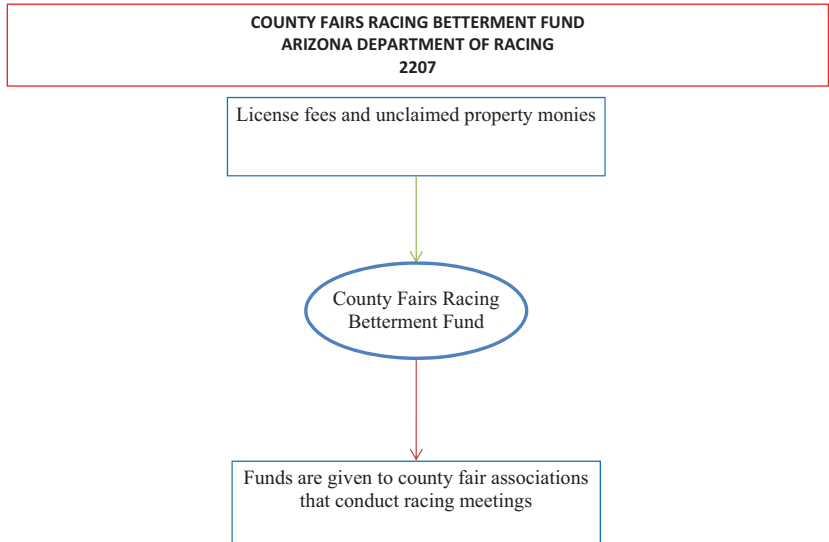 COUNTY FAIRS RACING BETTERMENT FUND
ARIZONA DEPARTMENT OF RACING
2207
License fees and unclaimed property monies
County Fairs Racing
Betterment Fund
Funds are given to county fair associations
that conduct racing meetings